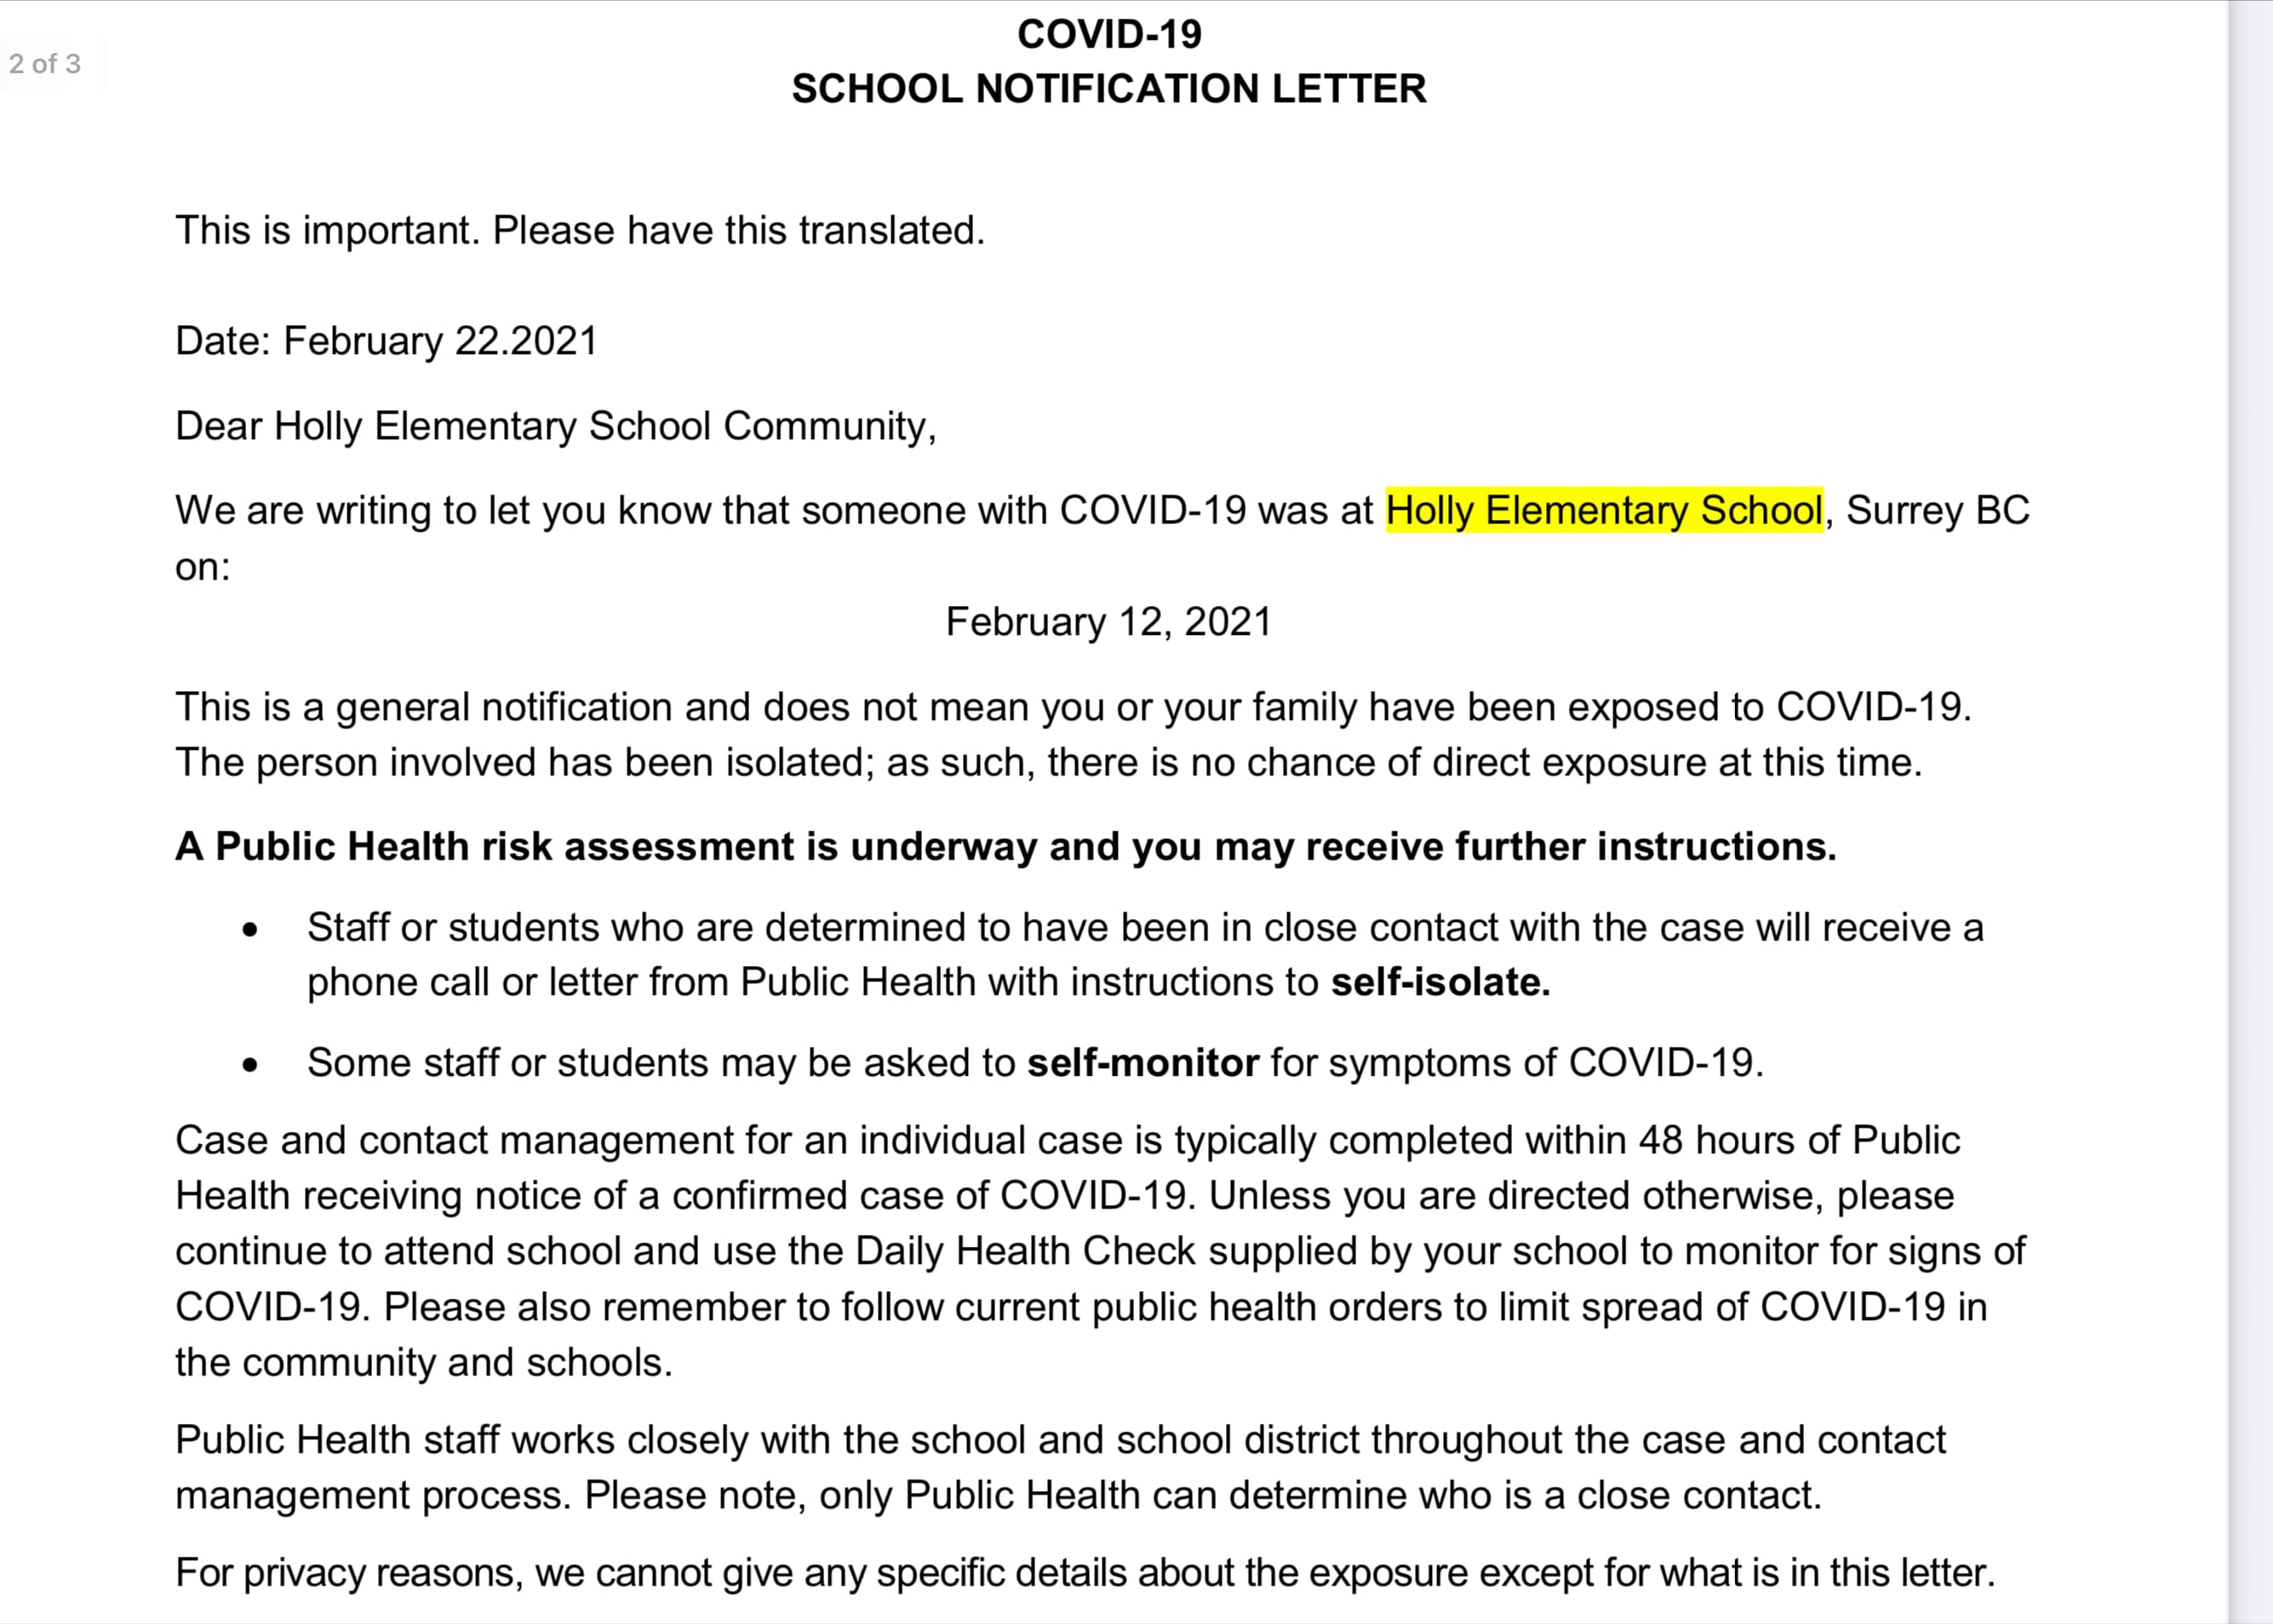 2 of 3
COVID-19
SCHOOL NOTIFICATION LETTER
This is important. Please have this translated.
Date: February 22.2021
Dear Holly Elementary School Community,
We are writing to let you know that someone with COVID-19 was at Holly Elementary School, Surrey BC
on:
February 12, 2021
This is a general notification and does not mean you or your family have been exposed to COVID-19.
The person involved has been isolated; as such, there is no chance of direct exposure at this time.
A Public Health risk assessment is underway and you may receive further instructions.
• Staff or students who are determined to have been in close contact with the case will receive a
phone call or letter from Public Health with instructions to self-isolate.
• Some staff or students may be asked to self-monitor for symptoms of COVID-19.
Case and contact management for an individual case is typically completed within 48 hours of Public
Health receiving notice of a confirmed case of COVID-19. Unless you are directed otherwise, please
continue to attend school and use the Daily Health Check supplied by your school to monitor for signs of
COVID-19. Please also remember to follow current public health orders to limit spread of COVID-19 in
the community and schools.
Public Health staff works closely with the school and school district throughout the case and contact
management process. Please note, only Public Health can determine who is a close contact.
For privacy reasons, we cannot give any specific details about the exposure except for what is in this letter.